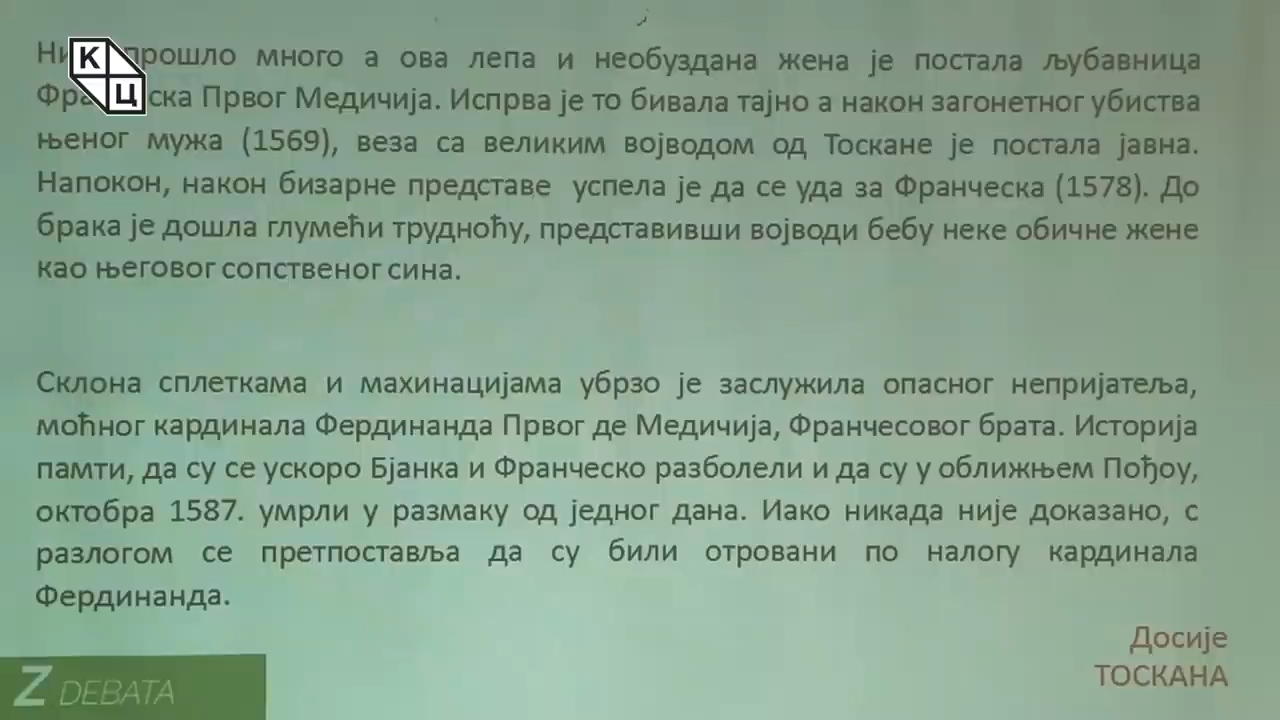 К
Ц
прошло много а ова лепа и необуздана жена је постала љубавница
Првог Медичија. Испрва је то бивала тајно а након загонетног убиства
њеног мужа (1569), веза са великим војводом од Тоскане је постала јавна.
Напокон, након бизарне представе успела је да се уда за Франческа (1578). До
брака је дошла глумећи трудноћу, представивши војводи бебу неке обичне жене
као његовог сопственог сина.
Склона сплеткама и махинацијама убрзо је заслужила опасног непријатеља,
моћног кардинала Фердинанда Првог де Медичија, Франчесовог брата. Историја
памти, да су се ускоро Бјанка и Франческо разболели и да су у оближњем Пођоу,
октобра 1587. умрли у размаку од једног дана. Иако никада није доказано, с
разлогом се претпоставља да су били отровани по налогу кардинала
Фердинанда.
Досије
ТОСКАНА
Z DEBATA